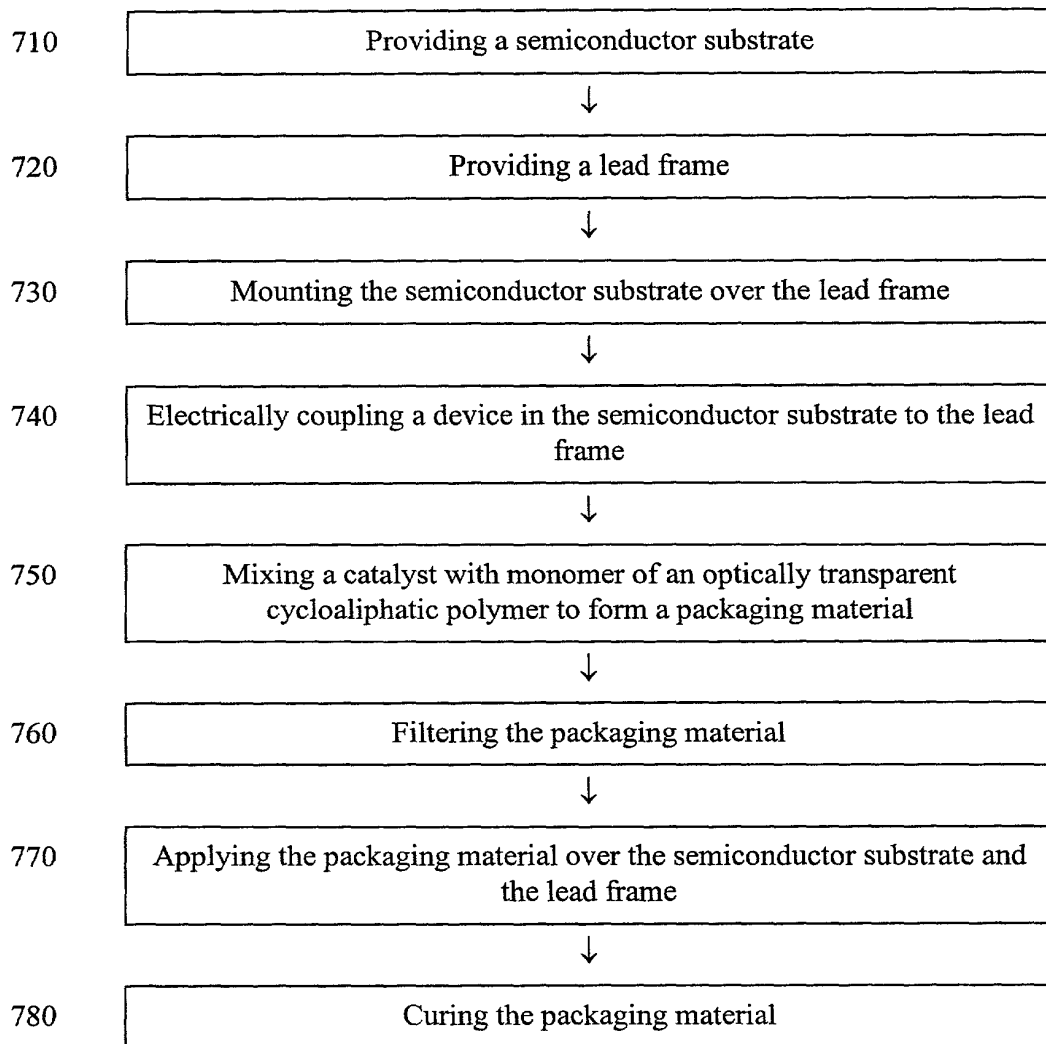 710
Providing a semiconductor substrate
↓
720
Providing a lead frame
↓
730
Mounting the semiconductor substrate over the lead frame
↓
740
Electrically coupling a device in the semiconductor substrate to the lead
frame
↓
750
Mixing a catalyst with monomer of an optically transparent
cycloaliphatic polymer to form a packaging material
↓
760
Filtering the packaging material
↓
770
Applying the packaging material over the semiconductor substrate and
the lead frame
↓
780
Curing the packaging material